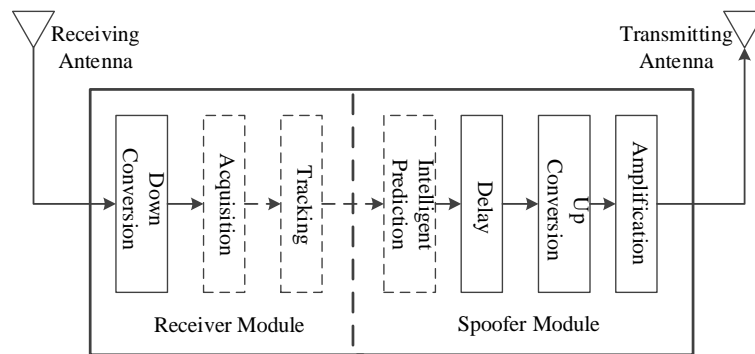 Receiving
Antenna
Transmitting
Antenna
Down
Conversion
Acquisition
Tracking
Intelligent
Prediction
Delay
Up
Conversion
Amplification
Receiver Module
Spoofer Module